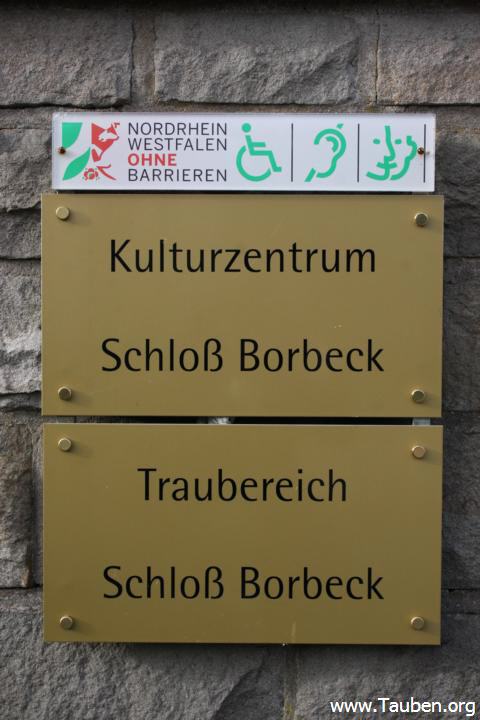 NORDRHEIN
WESTFALEN
OHNE
BARRIEREN
Kulturzentrum
Schloß Borbeck
Traubereich
Schloß Borbeck
www.Tauben.org